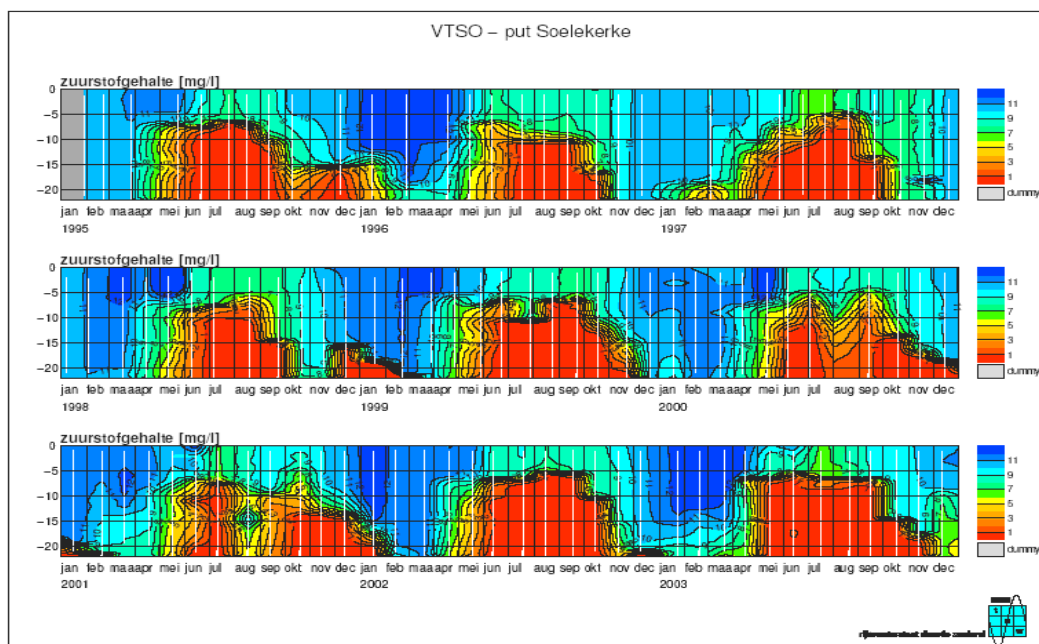 VTSO – put Soelekerke
zuurstofgehalte [mg/l]
0
−5
−10
−15
−20
jan feb maa apr mei jun jul aug sep okt nov dec jan feb maa apr mei jun jul aug sep okt nov dec jan feb maa apr mei jun jul aug sep okt nov dec
1995 1996 1997
11
9
7
5
3
1
dummy
zuurstofgehalte [mg/l]
0
−5
−10
−15
−20
jan feb maa apr mei jun jul aug sep okt nov dec jan feb maa apr mei jun jul aug sep okt nov dec jan feb maa apr mei jun jul aug sep okt nov dec
1998 1999 2000
11
9
7
5
3
1
dummy
zuurstofgehalte [mg/l]
0
−5
−10
−15
−20
jan feb maa apr mei jun jul aug sep okt nov dec jan feb maa apr mei jun jul aug sep okt nov dec jan feb maa apr mei jun jul aug sep okt nov dec
2001 2002 2003
11
9
7
5
3
1
dummy